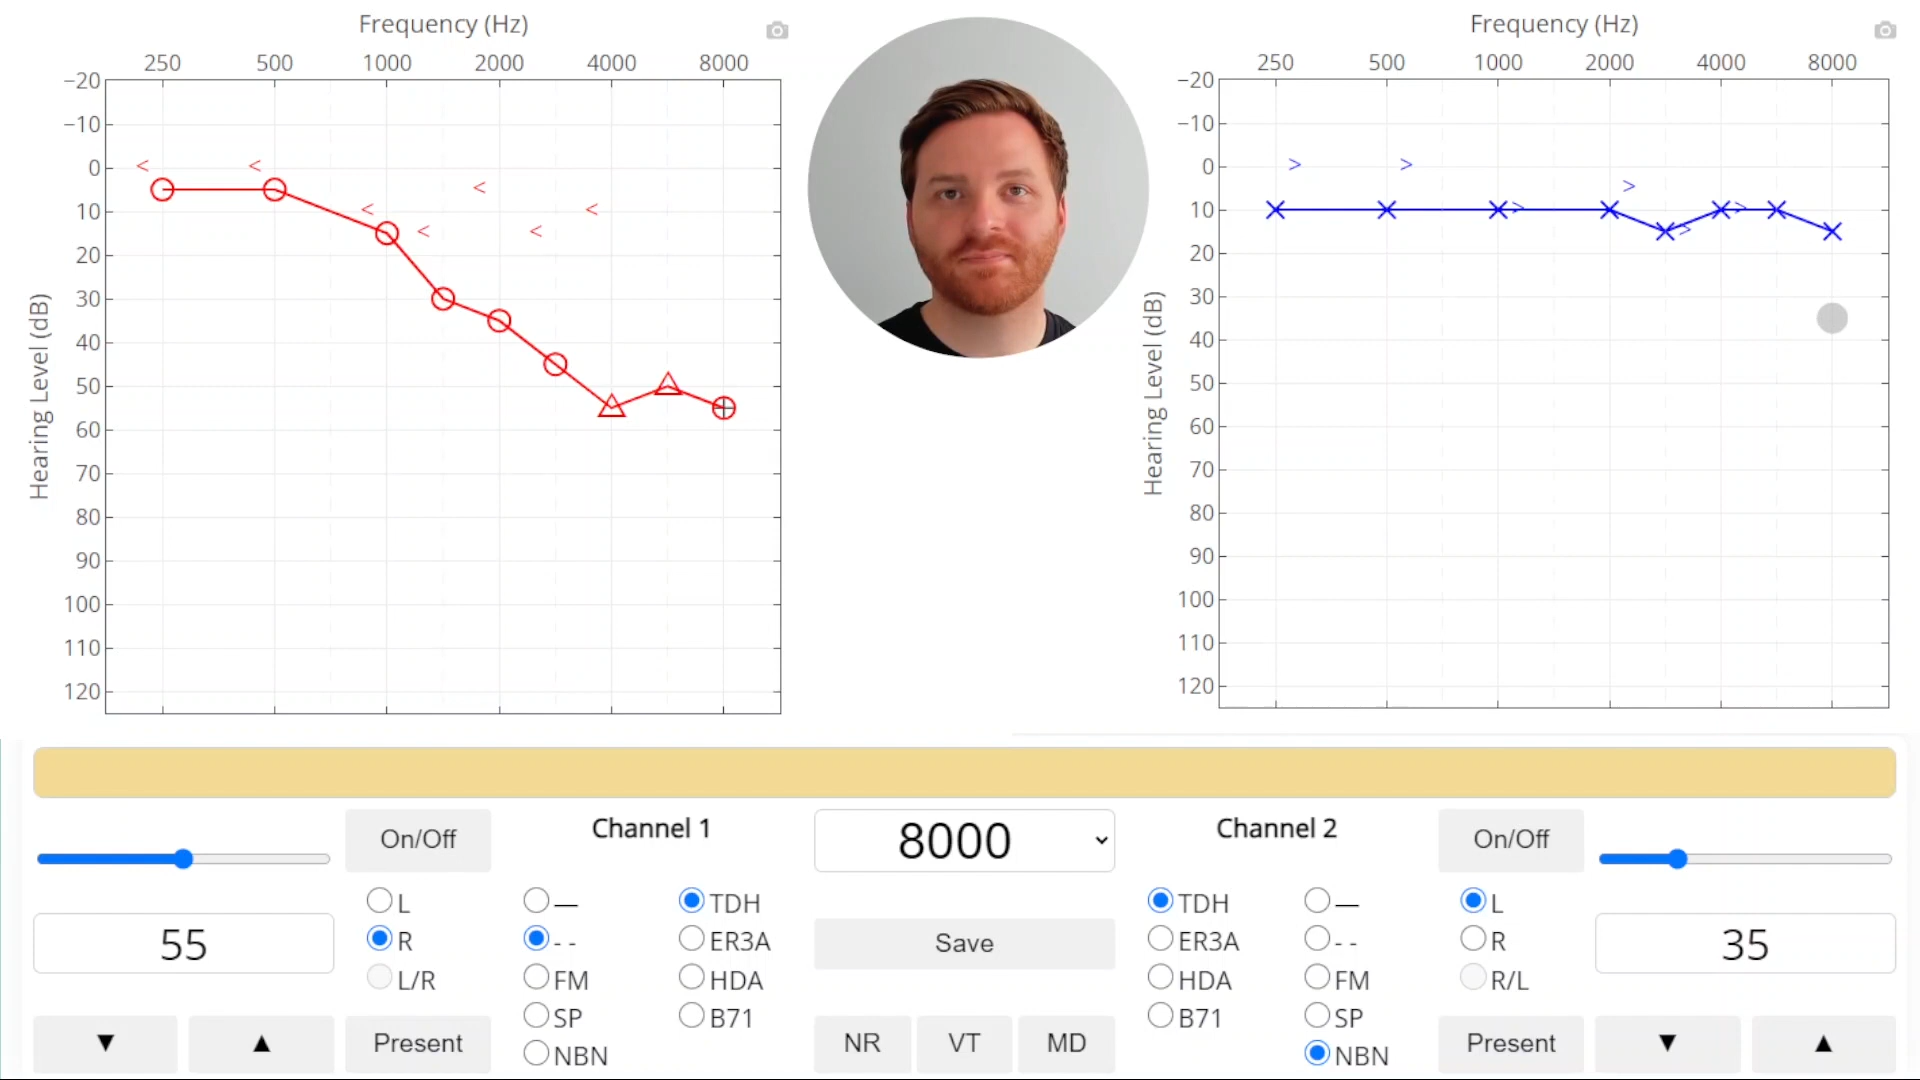 Frequency (Hz)
250 500 1000 2000 4000 8000
Hearing Level (dB)
−20
−10
0
10
20
30
40
50
60
70
80
90
100
110
120
Frequency (Hz)
250 500 1000 2000 4000 8000
Hearing Level (dB)
−20
−10
0
10
20
30
40
50
60
70
80
90
100
110
120
On/Off Channel 1 8000 Channel 2 On/Off
L — TDH TDH — L
55 R - - ER3A Save ER3A - - R 35
L/R FM HDA HDA FM R/L
SP B71 B71 SP
▼ ▲ Present NBN NR VT MD NBN Present ▼ ▲